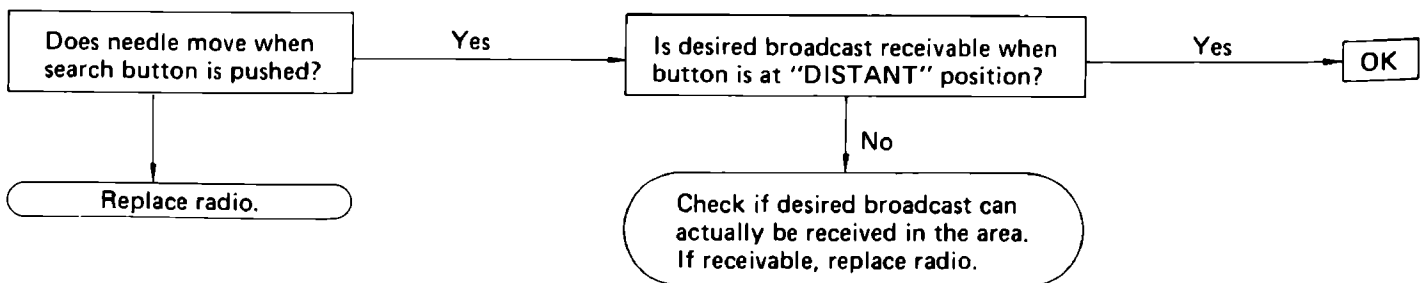 Does needle move when
search button is pushed?
Yes
Is desired broadcast receivable when
button is at "DISTANT" position?
Yes
OK
No
Replace radio.
Check if desired broadcast can
actually be received in the area.
If receivable, replace radio.